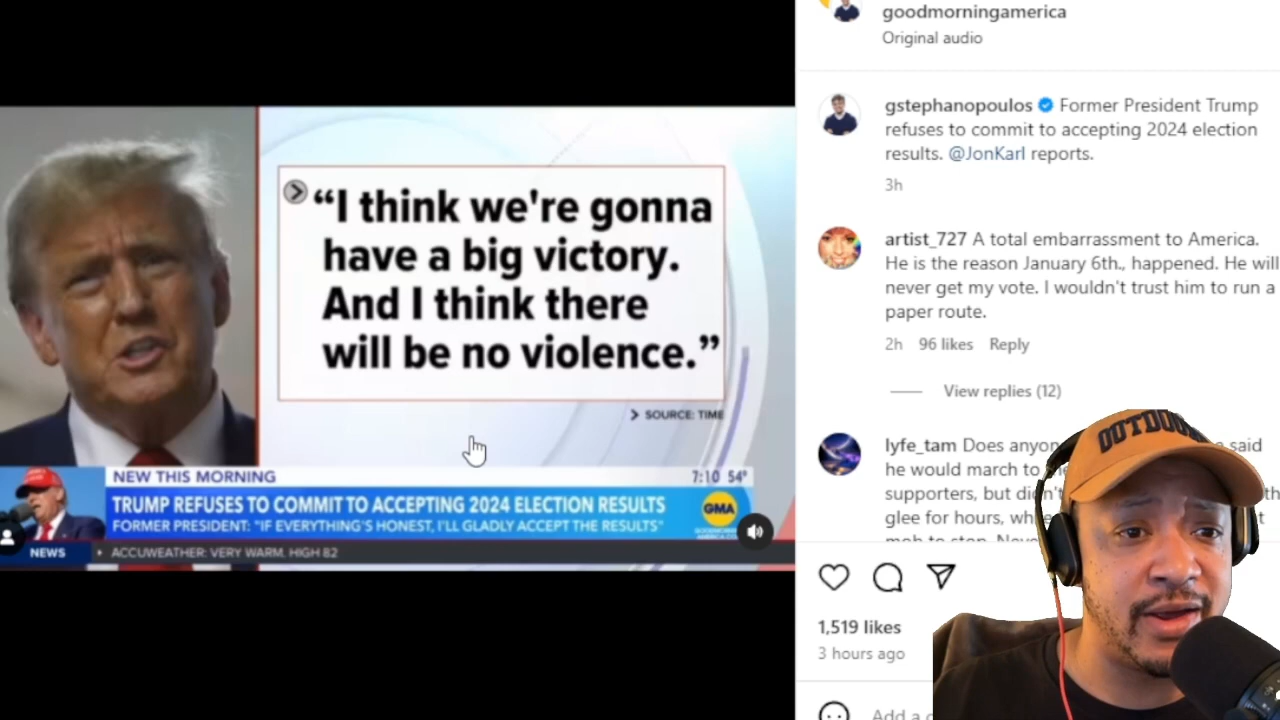 “I think we're gonna
have a big victory.
And I think there
will be no violence.”
SOURCE: TIME
NEW THIS MORNING
7:10 54°
TRUMP REFUSES TO COMMIT TO ACCEPTING 2024 ELECTION RESULTS
FORMER PRESIDENT: "IF EVERYTHING'S HONEST, I'LL GLADLY ACCEPT THE RESULTS"
GMA
NEWS
ACCUWEATHER: VERY WARM, HIGH 82
goodmorningamerica
Original audio
gstephanopoulos Former President Trump
refuses to commit to accepting 2024 election
results. @JonKarl reports.
3h
artist_727 A total embarrassment to America.
He is the reason January 6th., happened. He will
never get my vote. I wouldn't trust him to run a
paper route.
2h 96 likes Reply
View replies (12)
lyfe_tam Does said
he would march to
supporters, but
glee for hours,
1,519 likes
3 hours ago
Add a